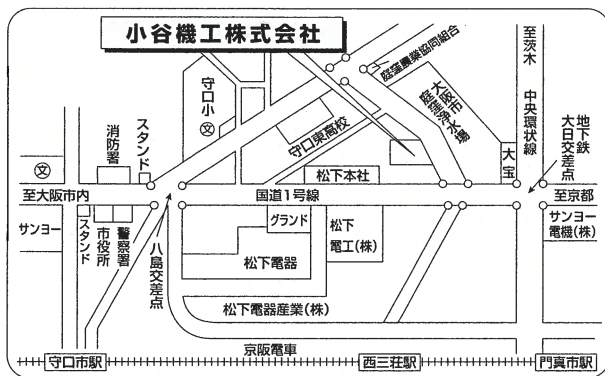 小谷機工株式会社
庭窪農業協同組合
至茨木
中央環状線
地下鉄
大日交差点
守口小
文
大阪市水場
庭窪浄
守口東高校
消防署
スタンド
文
大宝
松下本社
至大阪市内
国道1号線
至京都
サンヨー
スタンド
市役所
警察署
八島交差点
グランド
松下
電工(株)
サンヨー
電機(株)
松下電器
松下電器産業(株)
京阪電車
守口市駅
西三荘駅
門真市駅